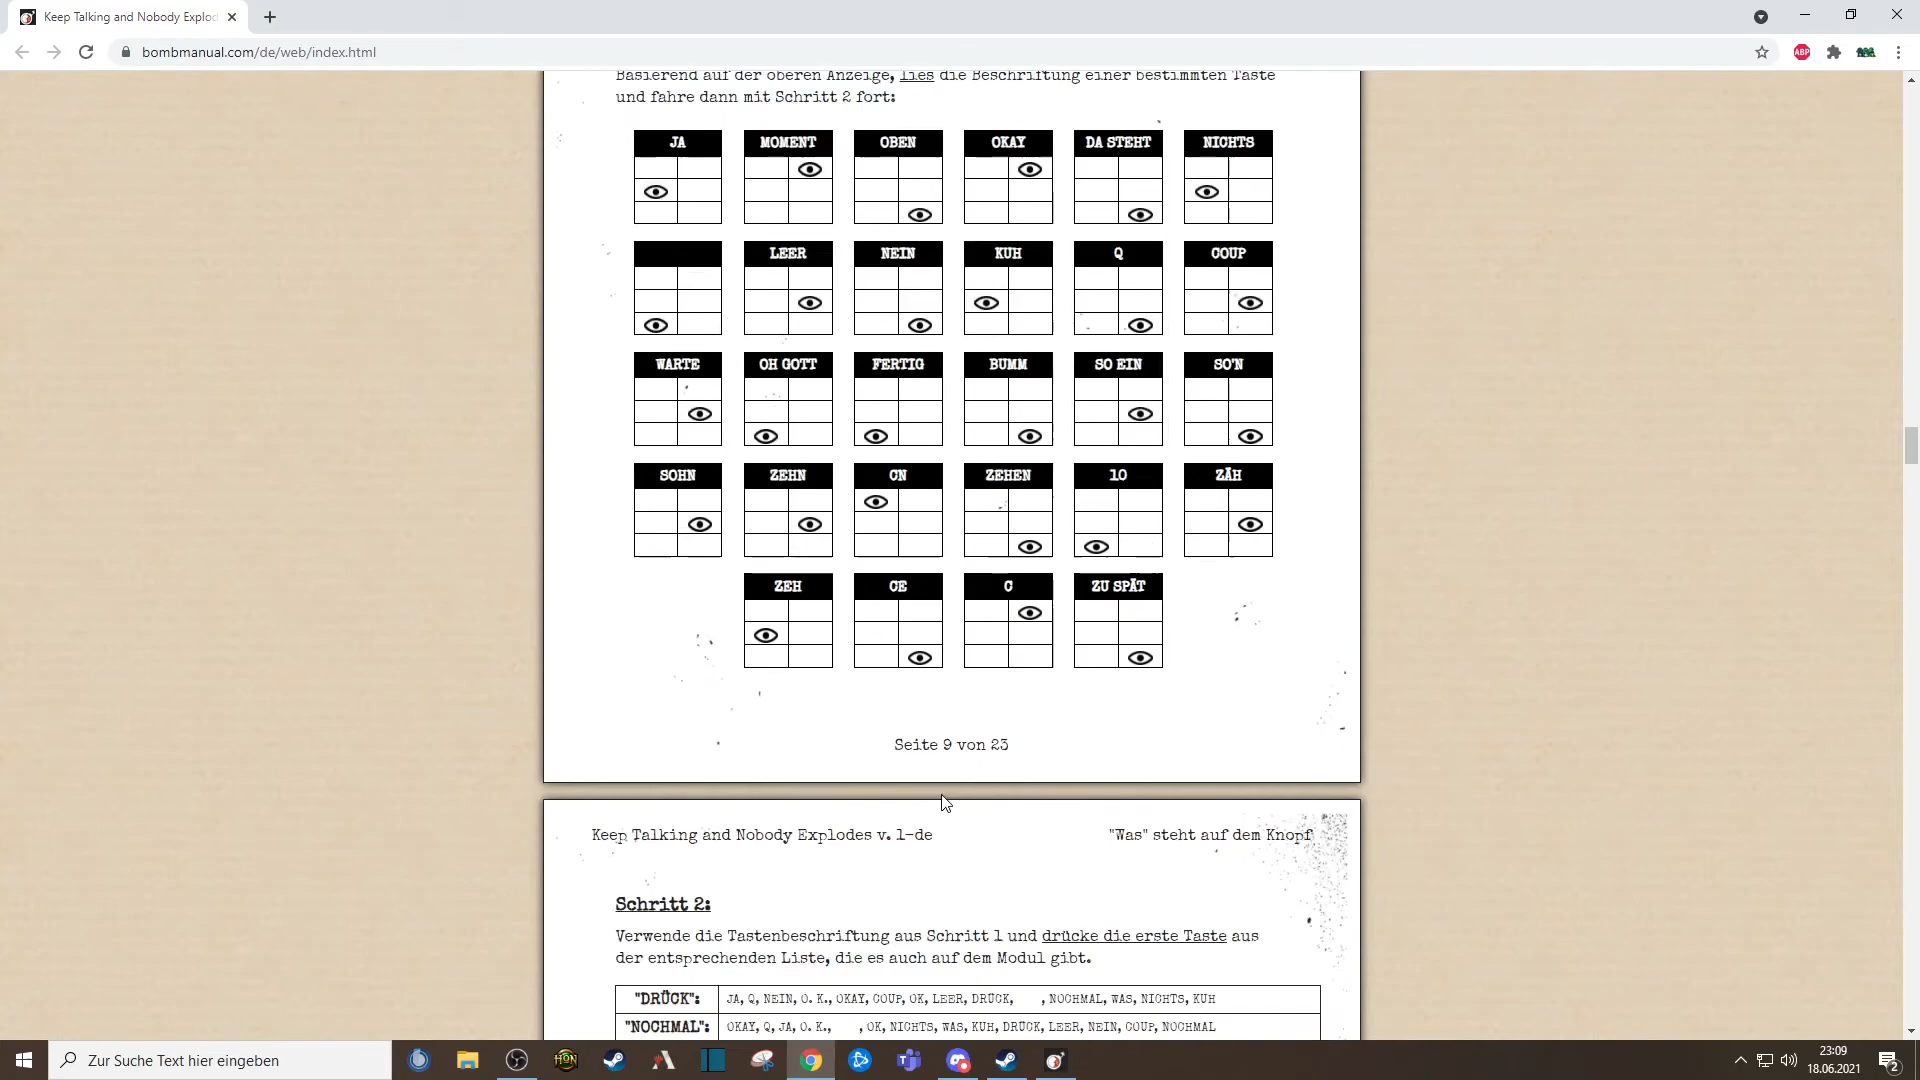 Keep Talking and Nobody Explod
bombmanual.com/de/web/index.html
ABP
Basierend auf der oberen Anzeige, lies die Beschriftung einer bestimmten Taste
und fahre dann mit Schritt 2 fort:
JA MOMENT OBEN OKAY DA STEHT NICHTS
LEER NEIN KUH Q COUP
WARTE OH GOTT FERTIG BUMM SO EIN SO'N
SOHN ZEHN CN ZEHEN 10 ZÄH
ZEH CE C ZU SPÄT
Seite 9 von 23
Keep Talking and Nobody Explodes v. 1-de "Was" steht auf dem Knopf
Schritt 2:
Verwende die Tastenbeschriftung aus Schritt 1 und drücke die erste Taste aus
der entsprechenden Liste, die es auch auf dem Modul gibt.
"DRÜCK": JA, Q, NEIN, O. K., OKAY, COUP, OK, LEER, DRÜCK, , NOCHMAL, WAS, NICHTS, KUH
"NOCHMAL": OKAY, Q, JA, O. K., , OK, NICHTS, WAS, KUH, DRÜCK, LEER, NEIN, COUP, NOCHMAL
Zur Suche Text hier eingeben
HON
23:09
18.06.2021
2